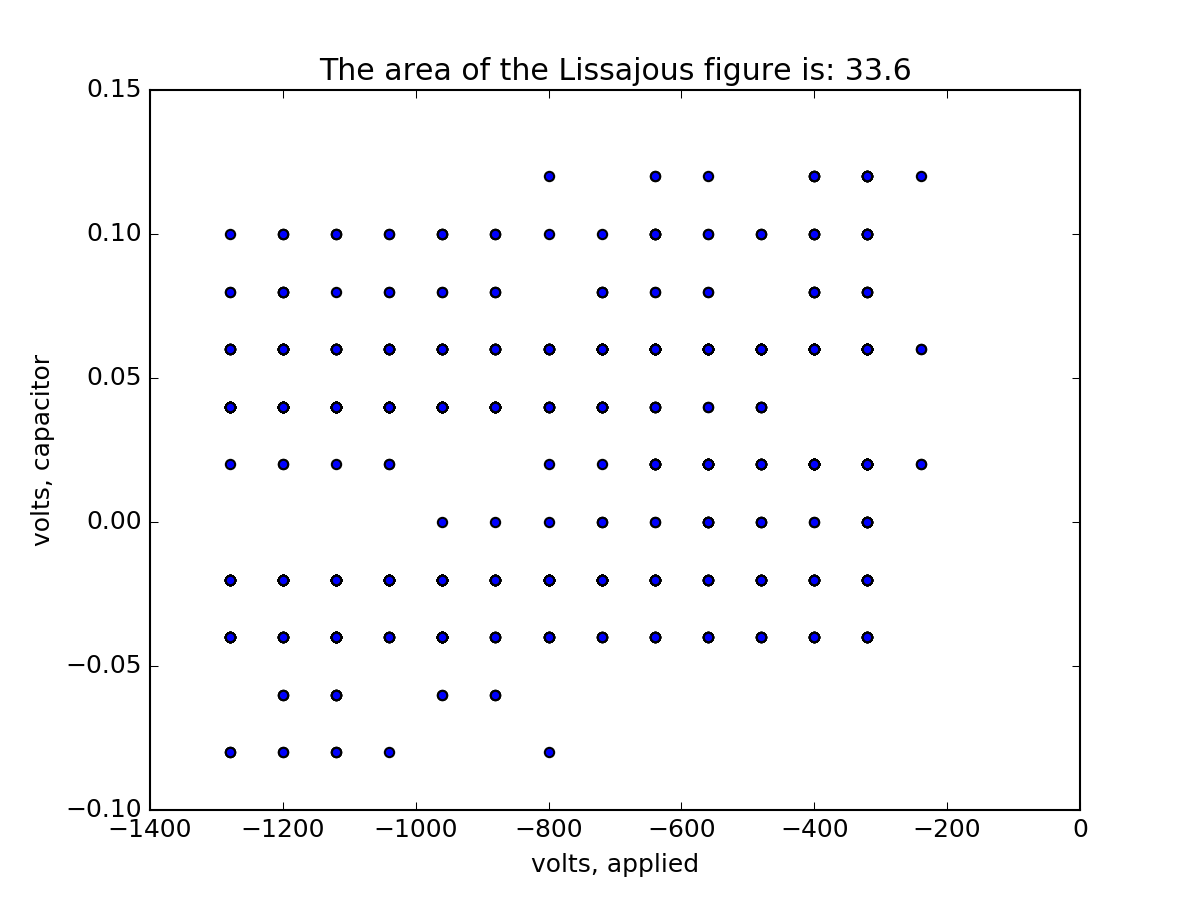 The area of the Lissajous figure is: 33.6
0.15
0.10
0.05
0.00
−0.05
−0.10
volts, capacitor
−1400 −1200 −1000 −800 −600 −400 −200 0
volts, applied